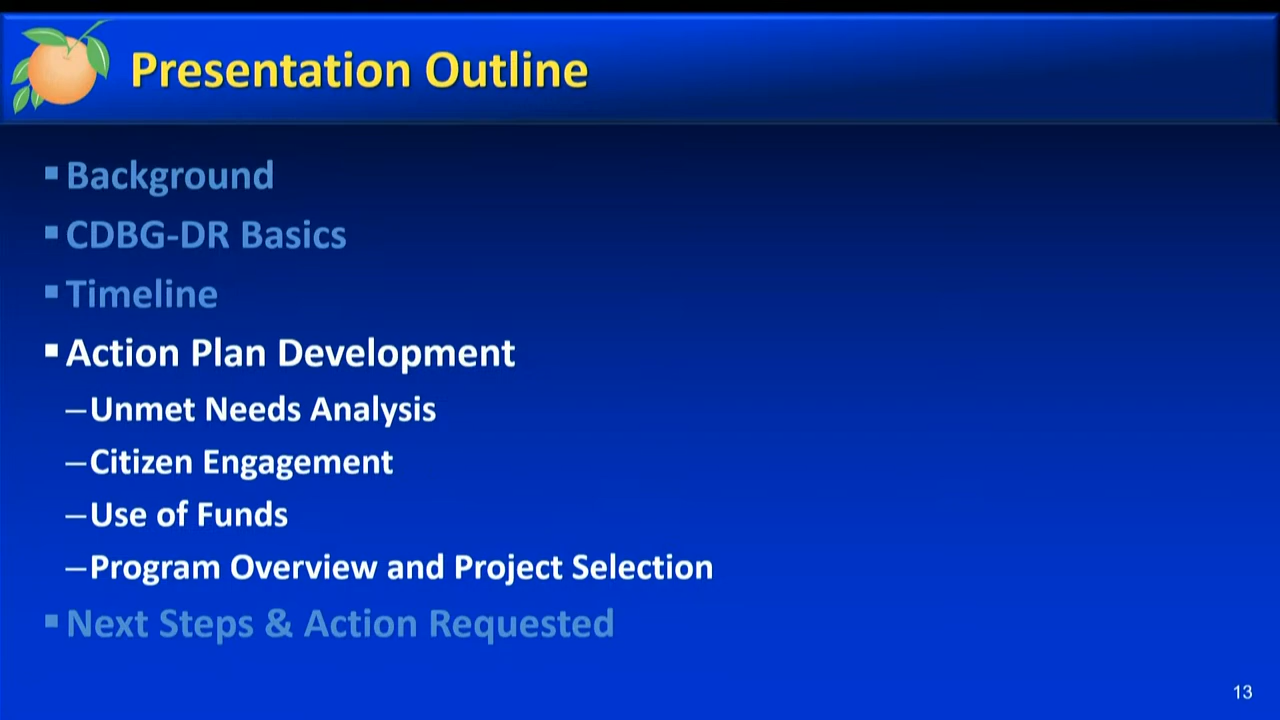 Presentation Outline
▪ Background
▪ CDBG-DR Basics
▪ Timeline
▪ Action Plan Development
–Unmet Needs Analysis
–Citizen Engagement
–Use of Funds
–Program Overview and Project Selection
▪ Next Steps & Action Requested
13